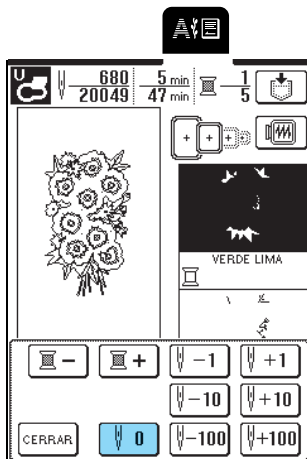 A
U
680 5 min 1
20049 47 min 5
VERDE LIMA
− + −1 +1
−10 +10
CERRAR 0 −100 +100